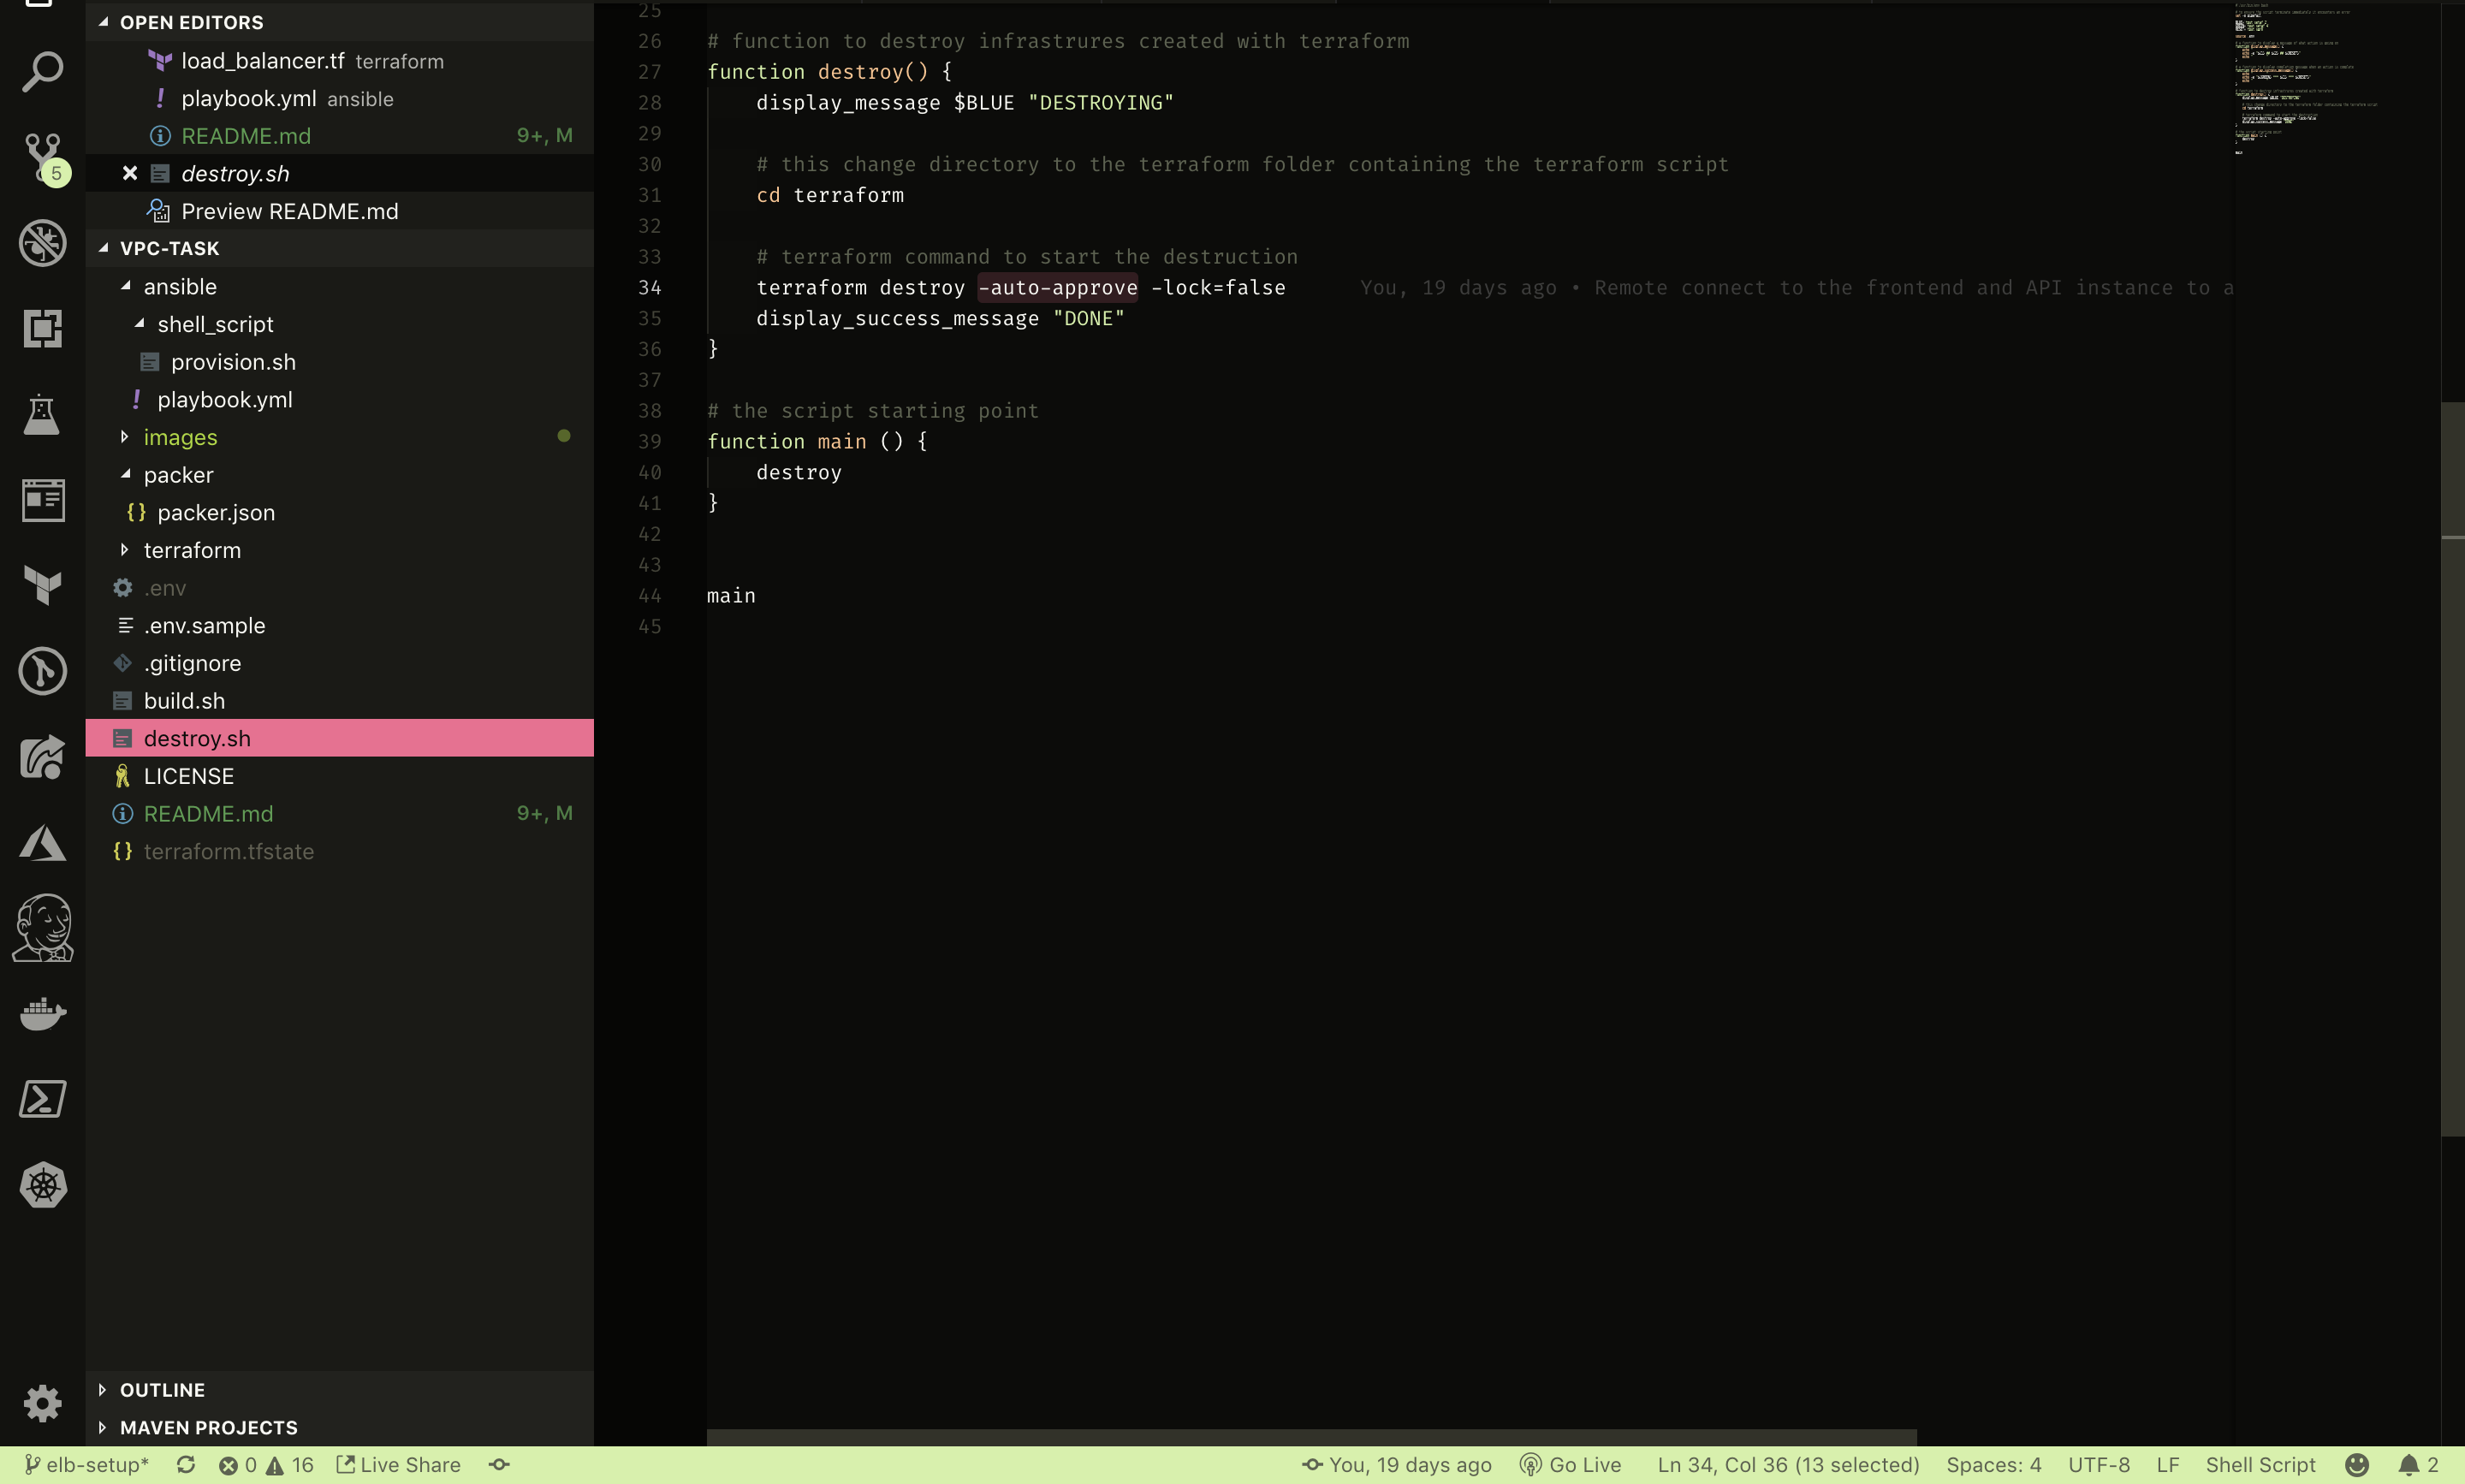 OPEN EDITORS
load_balancer.tf terraform
playbook.yml ansible
README.md 9+, M
destroy.sh
Preview README.md
5
VPC-TASK
ansible
shell_script
provision.sh
playbook.yml
images
packer
{} packer.json
terraform
.env
.env.sample
.gitignore
build.sh
destroy.sh
LICENSE
README.md 9+, M
{} terraform.tfstate
OUTLINE
MAVEN PROJECTS
25
26 # function to destroy infrastrures created with terraform
27 function destroy() {
28 display_message $BLUE "DESTROYING"
29
30 # this change directory to the terraform folder containing the terraform script
31 cd terraform
32
33 # terraform command to start the destruction
34 terraform destroy -auto-approve -lock=false You, 19 days ago • Remote connect to the frontend and API instance to a
35 display_success_message "DONE"
36 }
37
38 # the script starting point
39 function main () {
40 destroy
41 }
42
43
44 main
45
elb-setup* 0 16 Live Share You, 19 days ago Go Live Ln 34, Col 36 (13 selected) Spaces: 4 UTF-8 LF Shell Script 2